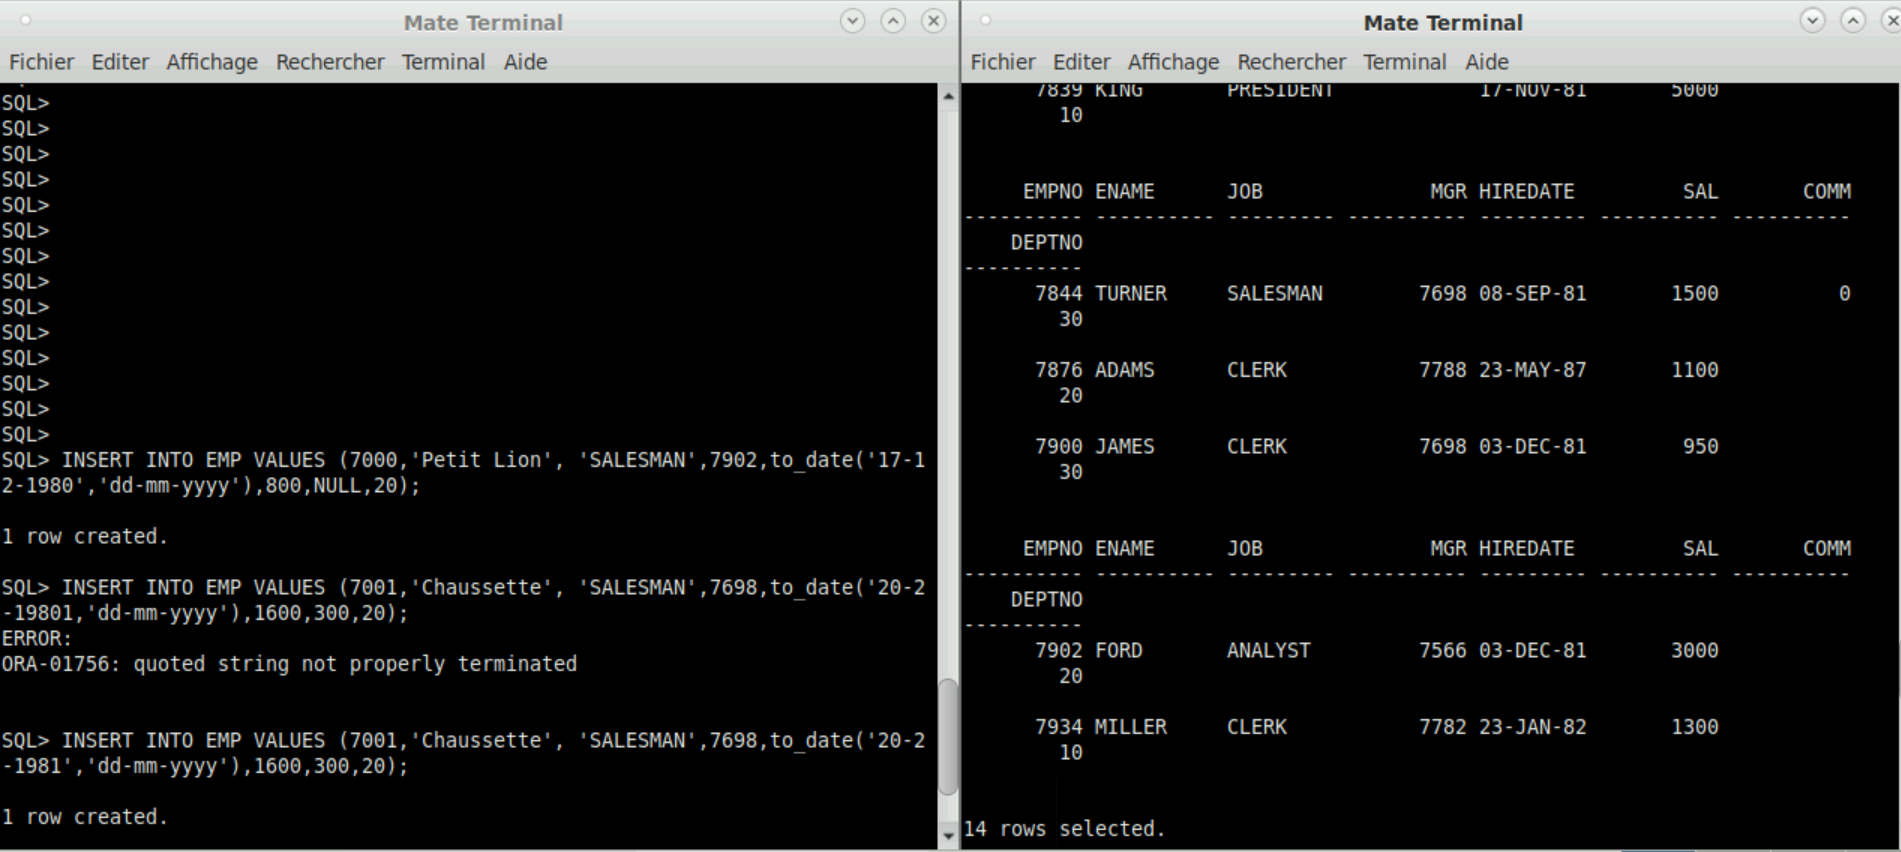 Mate Terminal
Fichier Editer Affichage Rechercher Terminal Aide
SQL>
SQL>
SQL>
SQL>
SQL>
SQL>
SQL>
SQL>
SQL>
SQL>
SQL>
SQL>
SQL>
SQL>
SQL> INSERT INTO EMP VALUES (7000,'Petit Lion', 'SALESMAN',7902,to_date('17-1
2-1980','dd-mm-yyyy'),800,NULL,20);
1 row created.
SQL> INSERT INTO EMP VALUES (7001,'Chaussette', 'SALESMAN',7698,to_date('20-2
-19801,'dd-mm-yyyy'),1600,300,20);
ERROR:
ORA-01756: quoted string not properly terminated
SQL> INSERT INTO EMP VALUES (7001,'Chaussette', 'SALESMAN',7698,to_date('20-2
-1981','dd-mm-yyyy'),1600,300,20);
1 row created.
Mate Terminal
Fichier Editer Affichage Rechercher Terminal Aide
7839 KING PRESIDENT 17-NOV-81 5000
10
EMPNO ENAME JOB MGR HIREDATE SAL COMM
---------- ---------- --------- ---------- --------- ---------- ----------
DEPTNO
----------
7844 TURNER SALESMAN 7698 08-SEP-81 1500 0
30
7876 ADAMS CLERK 7788 23-MAY-87 1100
20
7900 JAMES CLERK 7698 03-DEC-81 950
30
EMPNO ENAME JOB MGR HIREDATE SAL COMM
---------- ---------- --------- ---------- --------- ---------- ----------
DEPTNO
----------
7902 FORD ANALYST 7566 03-DEC-81 3000
20
7934 MILLER CLERK 7782 23-JAN-82 1300
10
14 rows selected.